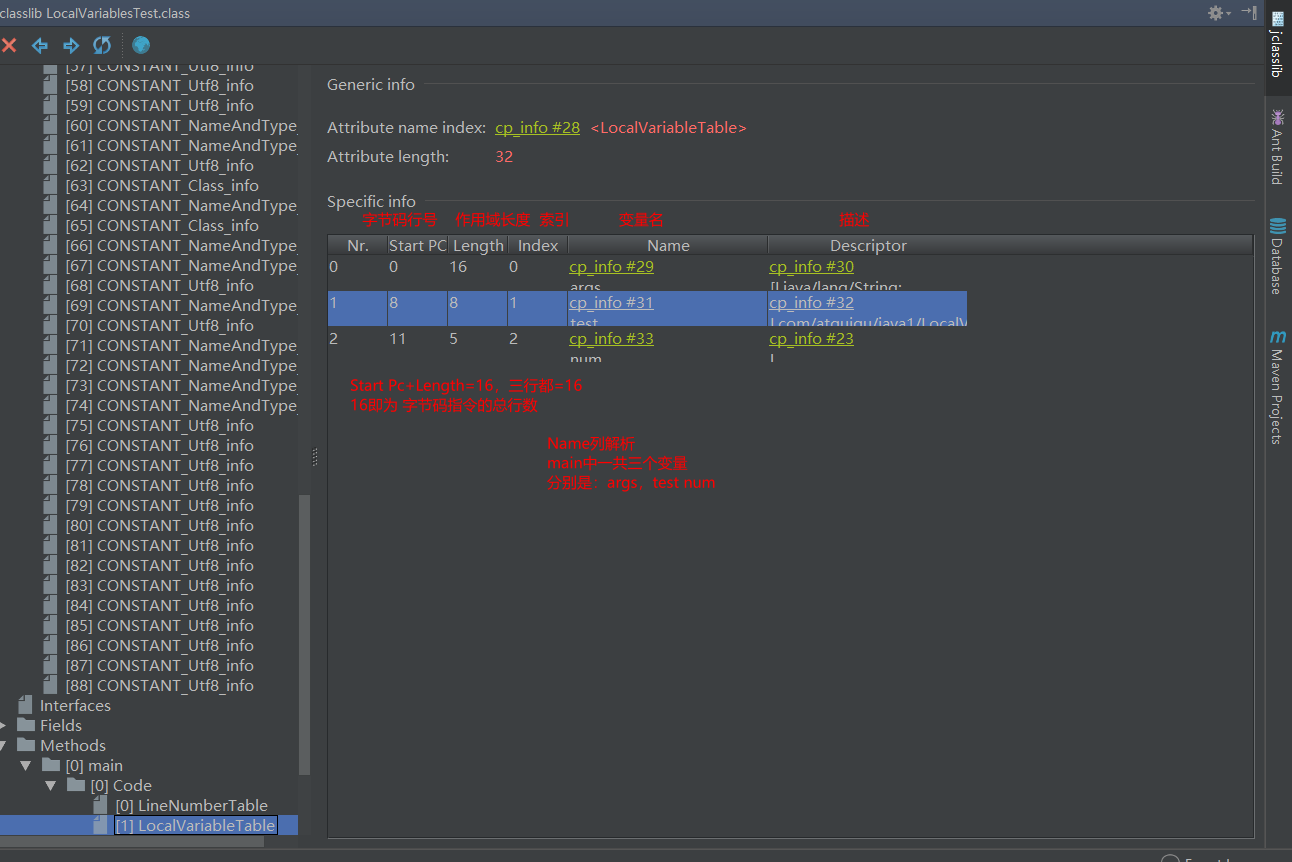 classlib LocalVariablesTest.class
[57] CONSTANT_Utf8_info
[58] CONSTANT_Utf8_info
[59] CONSTANT_Utf8_info
[60] CONSTANT_NameAndType_
[61] CONSTANT_NameAndType_
[62] CONSTANT_Utf8_info
[63] CONSTANT_Class_info
[64] CONSTANT_NameAndType_
[65] CONSTANT_Class_info
[66] CONSTANT_NameAndType_
[67] CONSTANT_NameAndType_
[68] CONSTANT_Utf8_info
[69] CONSTANT_NameAndType_
[70] CONSTANT_Utf8_info
[71] CONSTANT_NameAndType_
[72] CONSTANT_NameAndType_
[73] CONSTANT_NameAndType_
[74] CONSTANT_NameAndType_
[75] CONSTANT_Utf8_info
[76] CONSTANT_Utf8_info
[77] CONSTANT_Utf8_info
[78] CONSTANT_Utf8_info
[79] CONSTANT_Utf8_info
[80] CONSTANT_Utf8_info
[81] CONSTANT_Utf8_info
[82] CONSTANT_Utf8_info
[83] CONSTANT_Utf8_info
[84] CONSTANT_Utf8_info
[85] CONSTANT_Utf8_info
[86] CONSTANT_Utf8_info
[87] CONSTANT_Utf8_info
[88] CONSTANT_Utf8_info
Interfaces
Fields
Methods
[0] main
[0] Code
[0] LineNumberTable
[1] LocalVariableTable
Generic info
Attribute name index: cp_info #28 <LocalVariableTable>
Attribute length: 32
Specific info
字节码行号 作用域长度 索引 变量名 描述
Nr. Start PC Length Index Name Descriptor
0 0 16 0 cp_info #29 cp_info #30
args [Ljava/lang/String;
1 8 8 1 cp_info #31 cp_info #32
test Lcom/atguigu/java1/LocalV
2 11 5 2 cp_info #33 cp_info #23
num I
Start Pc+Length=16，三行都=16
16即为 字节码指令的总行数
Name列解析
main中一共三个变量
分别是：args，test num
jclasslib
Ant Build
Database
Maven Projects